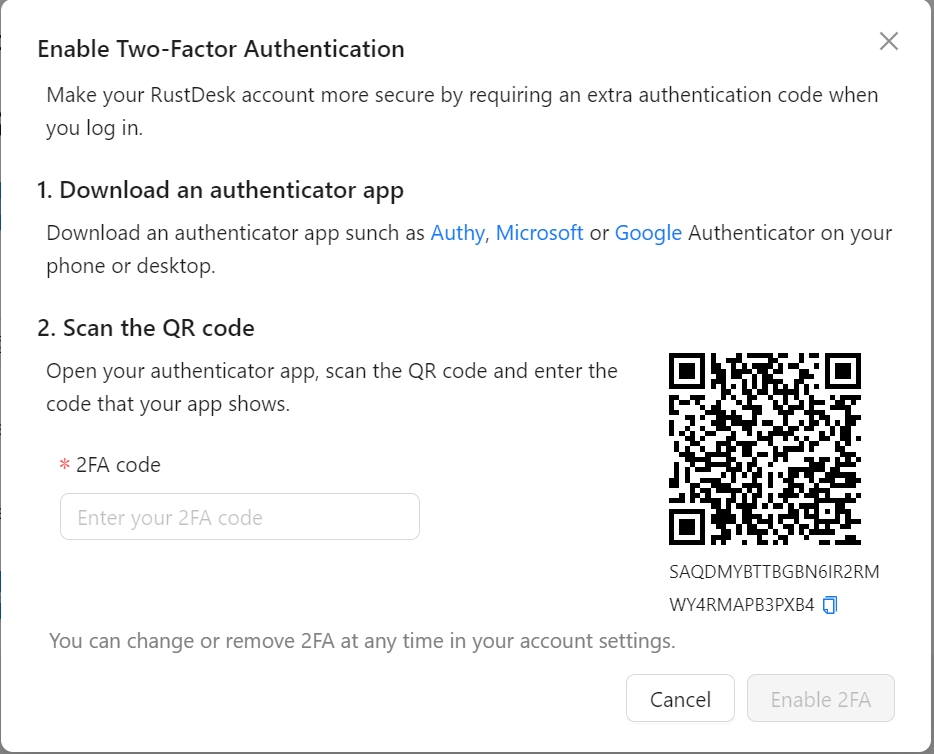 Enable Two-Factor Authentication
Make your RustDesk account more secure by requiring an extra authentication code when
you log in.
1. Download an authenticator app
Download an authenticator app sunch as Authy, Microsoft or Google Authenticator on your
phone or desktop.
2. Scan the QR code
Open your authenticator app, scan the QR code and enter the
code that your app shows.
* 2FA code
Enter your 2FA code
SAQDMYBTTBGBN6IR2RM
WY4RMAPB3PXB4
You can change or remove 2FA at any time in your account settings.
Cancel
Enable 2FA